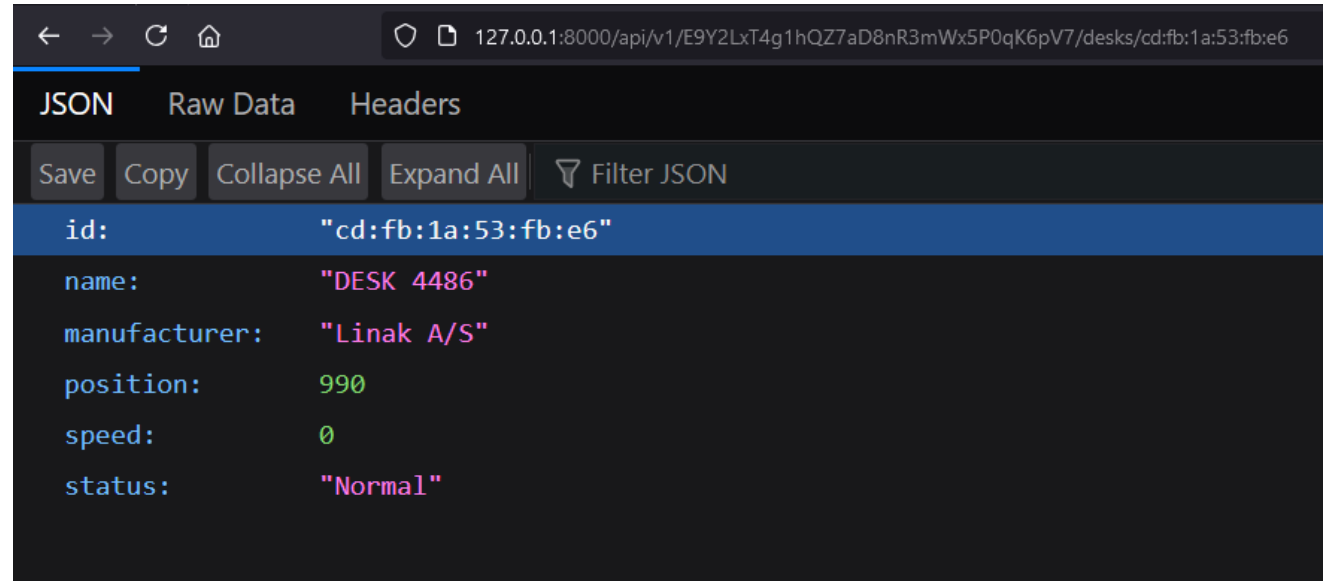 127.0.0.1:8000/api/v1/E9Y2LxT4g1hQZ7aD8nR3mWx5P0qK6pV7/desks/cd:fb:1a:53:fb:e6
JSON Raw Data Headers
Save Copy Collapse All Expand All Filter JSON
id: "cd:fb:1a:53:fb:e6"
name: "DESK 4486"
manufacturer: "Linak A/S"
position: 990
speed: 0
status: "Normal"